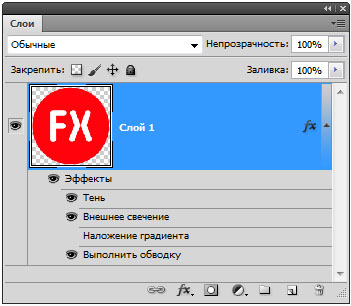 Слои
Обычные Непрозрачность: 100%
Закрепить: Заливка: 100%
FX Слой 1 fx
Эффекты
Тень
Внешнее свечение
Наложение градиента
Выполнить обводку
fx.